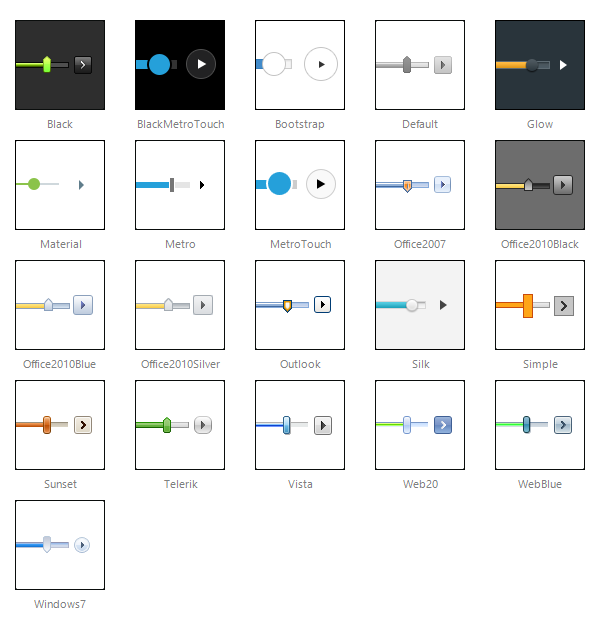 Black
BlackMetroTouch
Bootstrap
Default
Glow
Material
Metro
MetroTouch
Office2007
Office2010Black
Office2010Blue
Office2010Silver
Outlook
Silk
Simple
Sunset
Telerik
Vista
Web20
WebBlue
Windows7